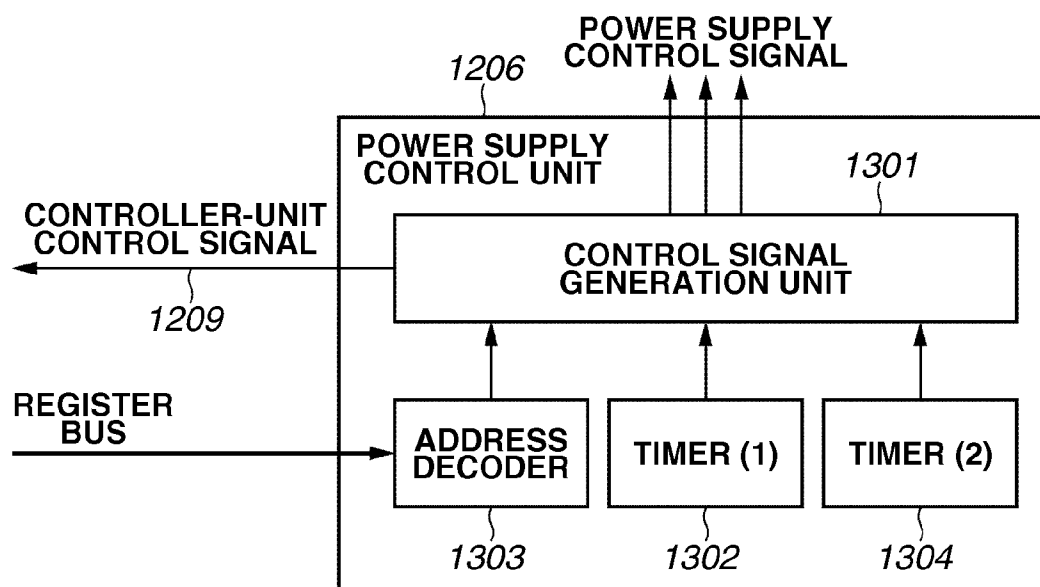 POWER SUPPLY
CONTROL SIGNAL
1206
POWER SUPPLY
CONTROL UNIT
1301
CONTROLLER-UNIT
CONTROL SIGNAL
CONTROL SIGNAL
GENERATION UNIT
1209
REGISTER
BUS
ADDRESS
DECODER
TIMER (1)
TIMER (2)
1303
1302
1304